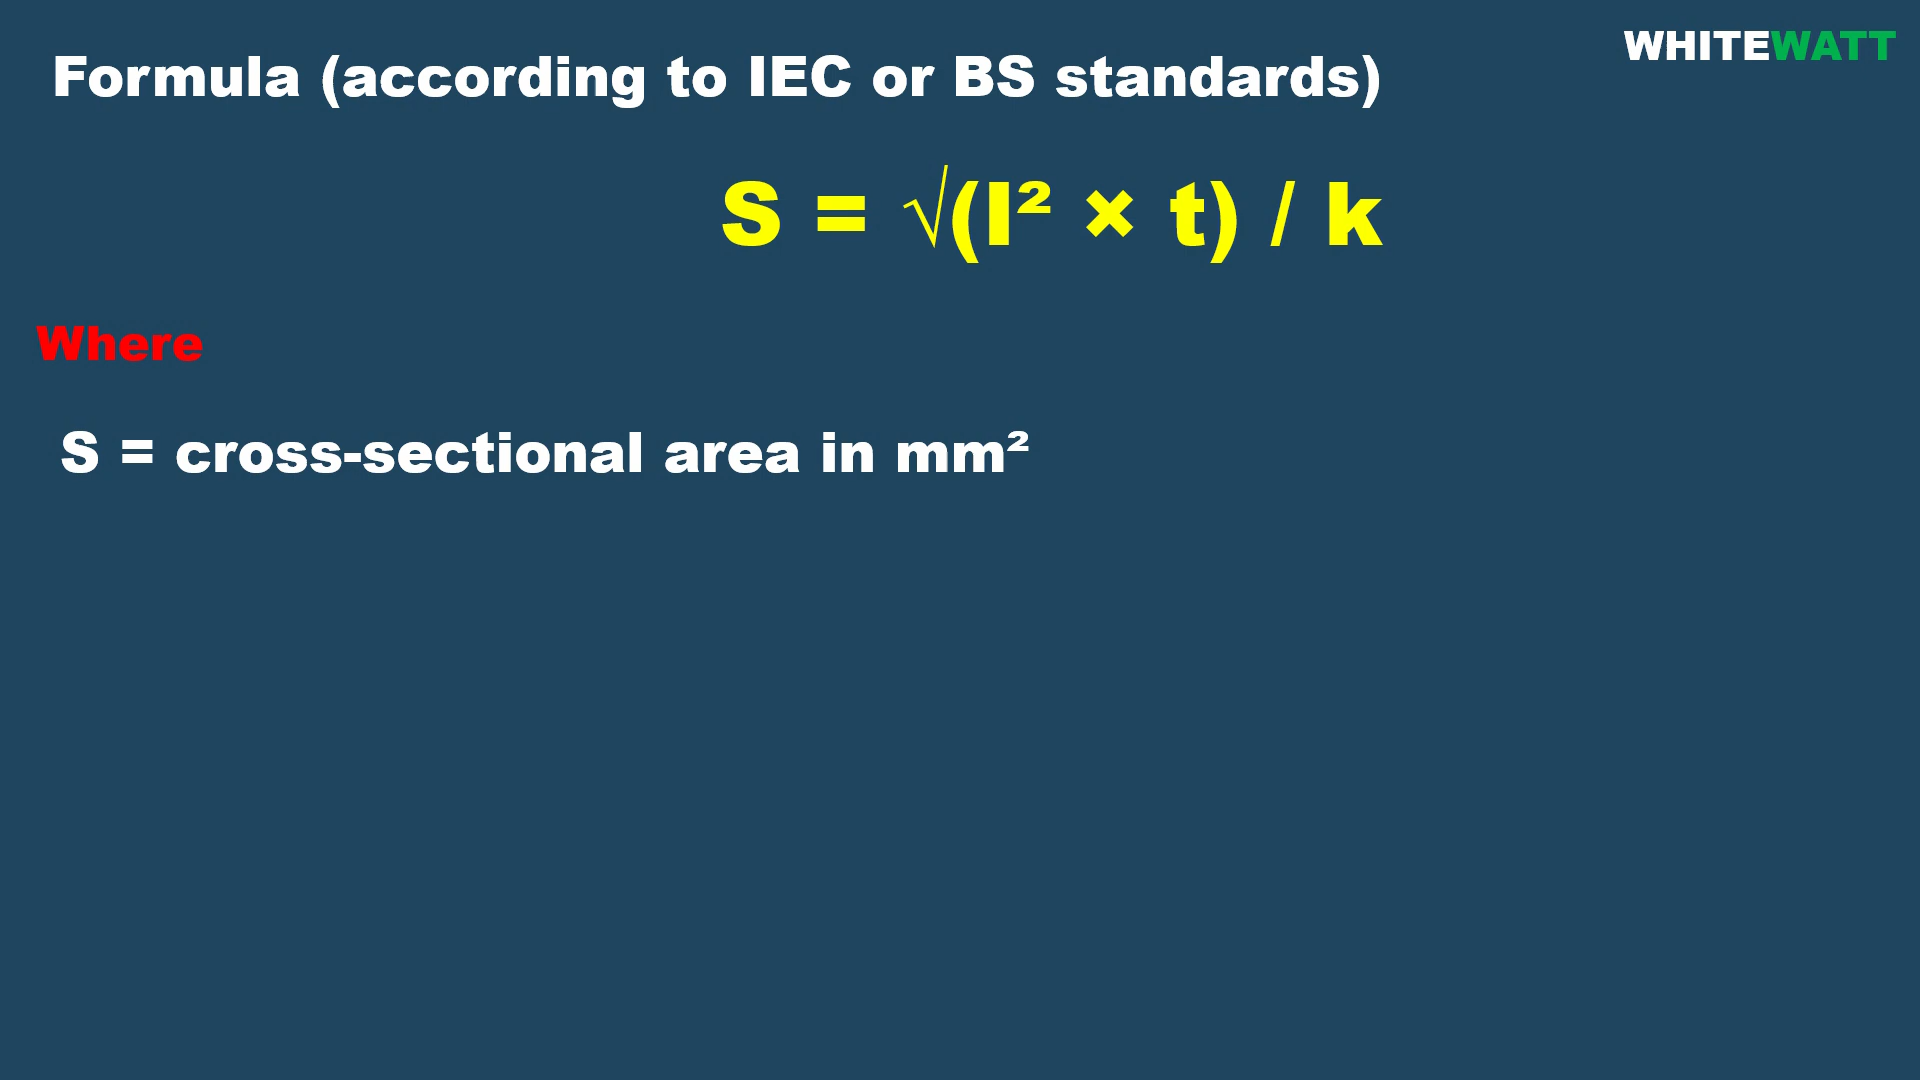 WHITEWATT
Formula (according to IEC or BS standards)
S = √(I² × t) / k
Where
S = cross-sectional area in mm²